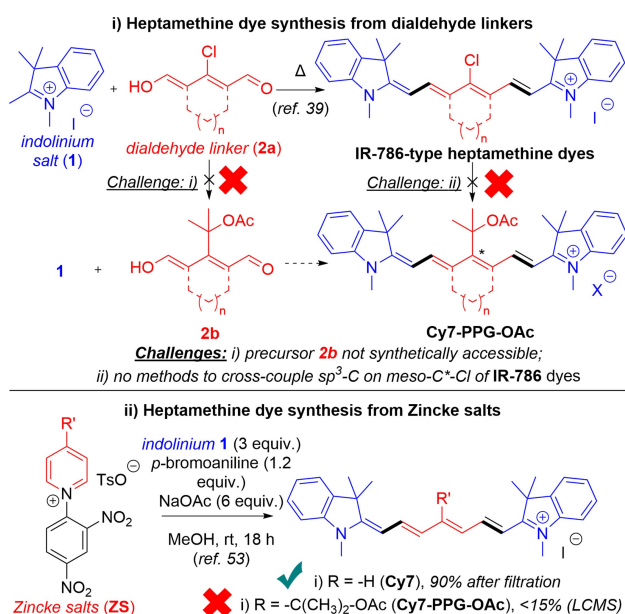 i) Heptamethine dye synthesis from dialdehyde linkers
Cl
Cl
HO
O
Δ
+
N
I⊖
(ref. 39)
N
N
I⊖
indolinium
salt (1)
n
dialdehyde linker (2a)
n
IR-786-type heptamethine dyes
Challenge: i)
Challenge: ii)
OAc
OAc
*
1
+
HO
O
N
N
X⊖
n
n
2b
Cy7-PPG-OAc
Challenges: i) precursor 2b not synthetically accessible;
ii) no methods to cross-couple sp³-C on meso-C*-Cl of IR-786 dyes
ii) Heptamethine dye synthesis from Zincke salts
R'
indolinium 1 (3 equiv.)
p-bromoaniline (1.2
equiv.)
NaOAc (6 equiv.)
MeOH, rt, 18 h
(ref. 53)
TsO⊖
N
NO₂
NO₂
Zincke salts (ZS)
R'
N
N
I⊖
i) R = -H (Cy7), 90% after filtration
i) R = -C(CH₃)₂-OAc (Cy7-PPG-OAc), <15% (LCMS)